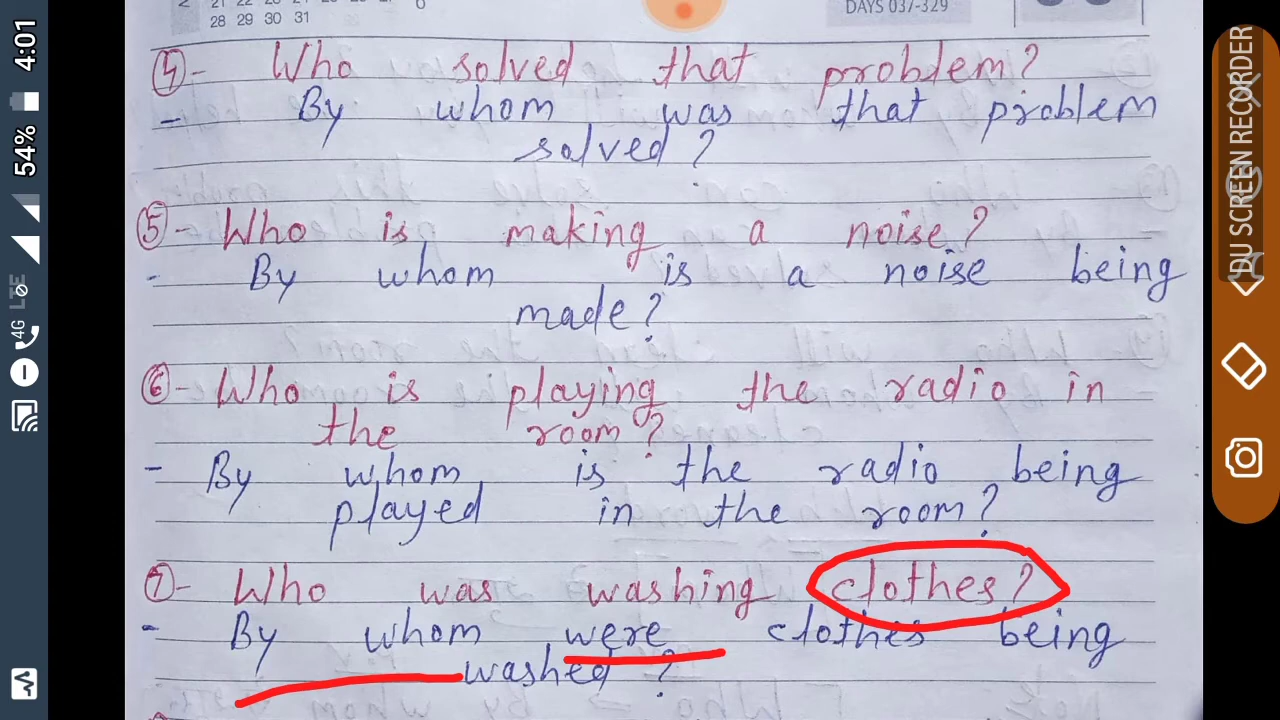 28 29 30 31
DAYS 037-329
4:01
54%
4G LTE
DU SCREEN RECORDER
④- Who solved that problem?
- By whom was that problem
solved?
⑤- Who is making a noise?
- By whom is a noise being
made?
⑥- Who is playing the radio in
the room?
- By whom is the radio being
played in the room?
⑦- Who was washing clothes?
- By whom were clothes being
washed?